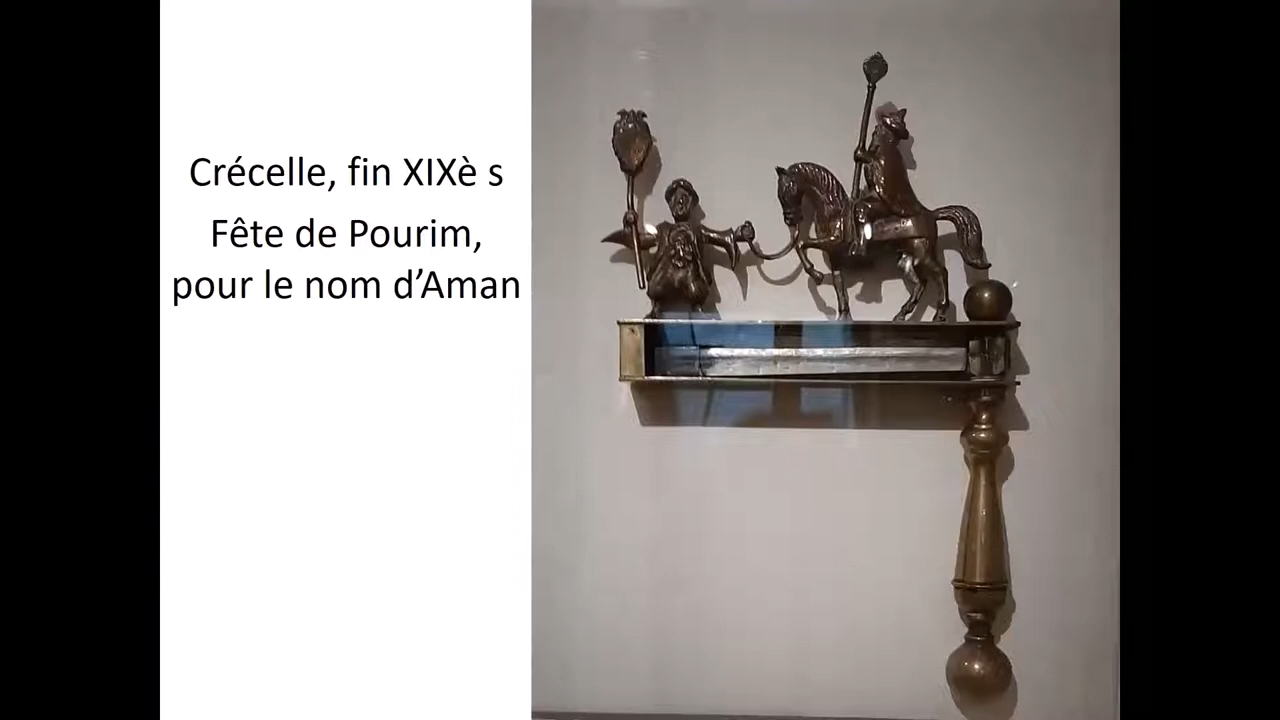 Crécelle, fin XIXè s
Fête de Pourim,
pour le nom d’Aman